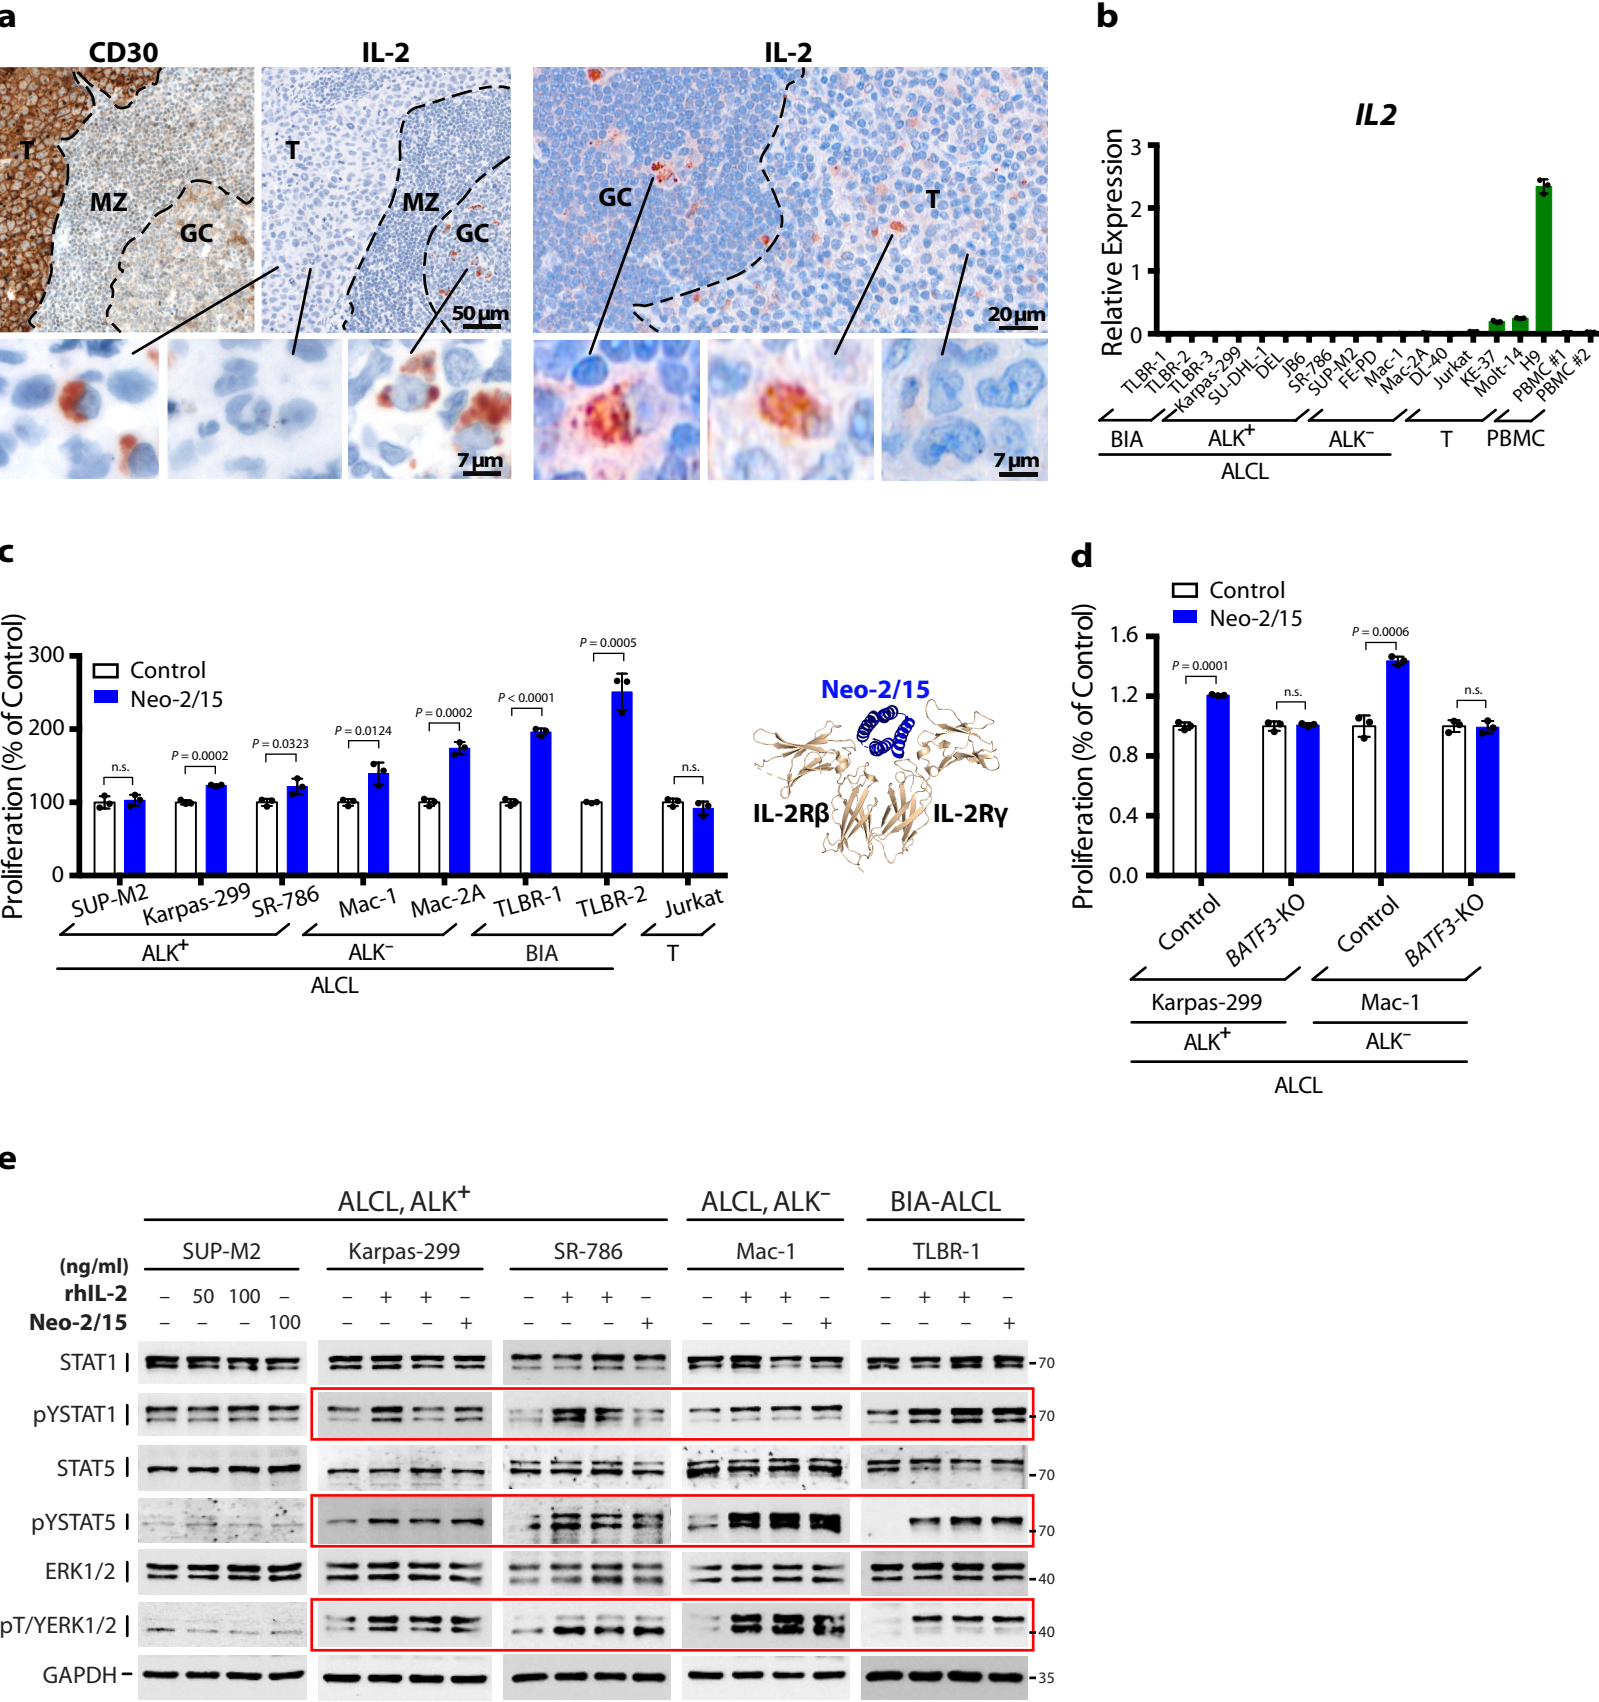 a
CD30
IL-2
IL-2
T
MZ
GC
T
MZ
GC
50 µm
GC
T
20 µm
7 µm
7 µm
b
IL2
Relative Expression
3
2
1
0
TLBR-1
TLBR-2
TLBR-3
Karpas-299
SU-DHL-1
DEL
JB6
SR-786
SUP-M2
FE-PD
Mac-1
Mac-2A
DL-40
Jurkat
KE-37
Molt-14
H9
PBMC #1
PBMC #2
BIA
ALK+
ALK−
T
PBMC
ALCL
c
Proliferation (% of Control)
300
200
100
0
Control
Neo-2/15
n.s.
P = 0.0002
P = 0.0323
P = 0.0124
P = 0.0002
P < 0.0001
P = 0.0005
n.s.
SUP-M2
Karpas-299
SR-786
Mac-1
Mac-2A
TLBR-1
TLBR-2
Jurkat
ALK+
ALK−
BIA
T
ALCL
Neo-2/15
IL-2Rβ
IL-2Rγ
d
Control
Neo-2/15
Proliferation (% of Control)
1.6
1.2
0.8
0.4
0.0
P = 0.0001
n.s.
P = 0.0006
n.s.
Control
BATF3-KO
Control
BATF3-KO
Karpas-299
Mac-1
ALK+
ALK−
ALCL
e
ALCL, ALK+
ALCL, ALK−
BIA-ALCL
SUP-M2
Karpas-299
SR-786
Mac-1
TLBR-1
(ng/ml)
rhIL-2 − 50 100 − − + + − − + + − − + + − − + + −
Neo-2/15 − − − 100 − − − + − − − + − − − + − − − +
STAT1 70
pYSTAT1 70
STAT5 70
pYSTAT5 70
ERK1/2 40
pT/YERK1/2 40
GAPDH 35